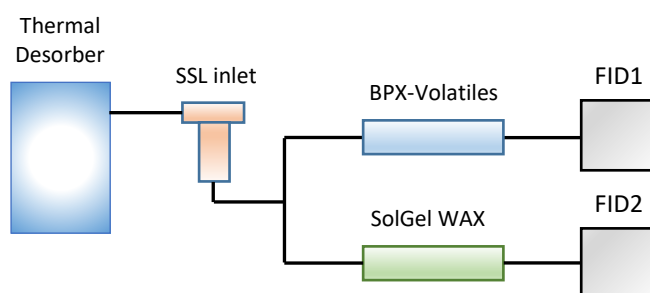 Thermal
Desorber
SSL inlet
BPX-Volatiles
FID1
SolGel WAX
FID2